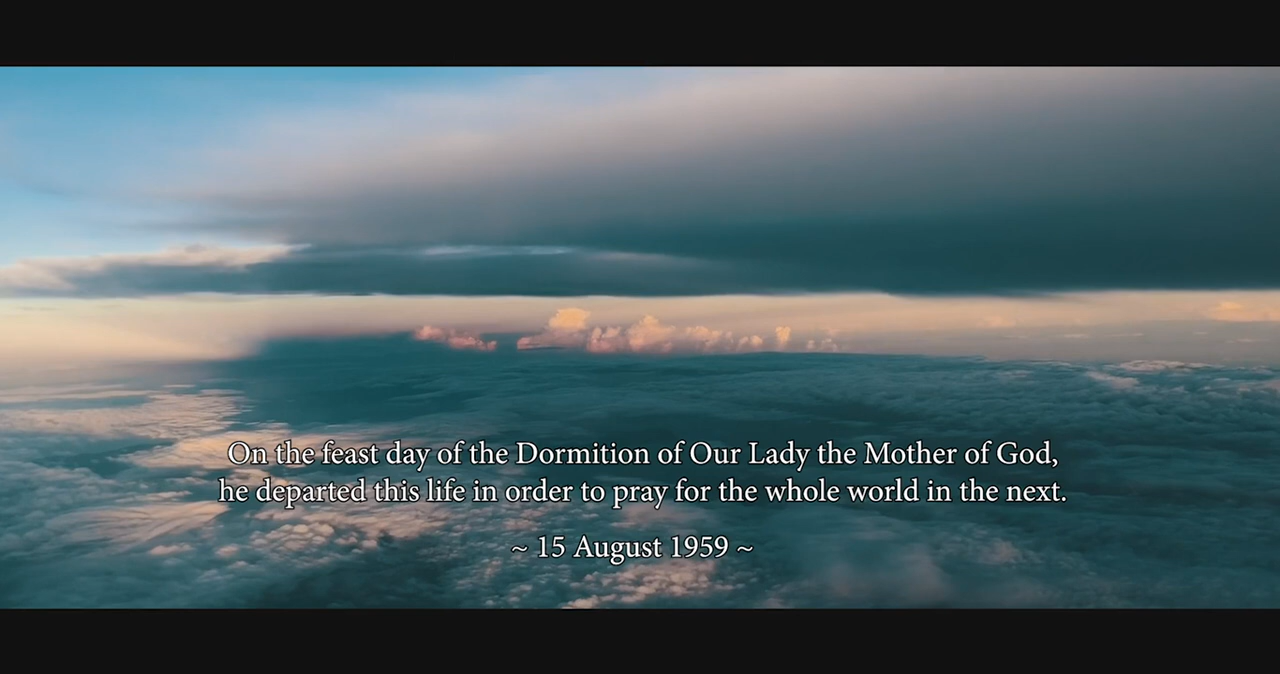 On the feast day of the Dormition of Our Lady the Mother of God,
he departed this life in order to pray for the whole world in the next.
~ 15 August 1959 ~